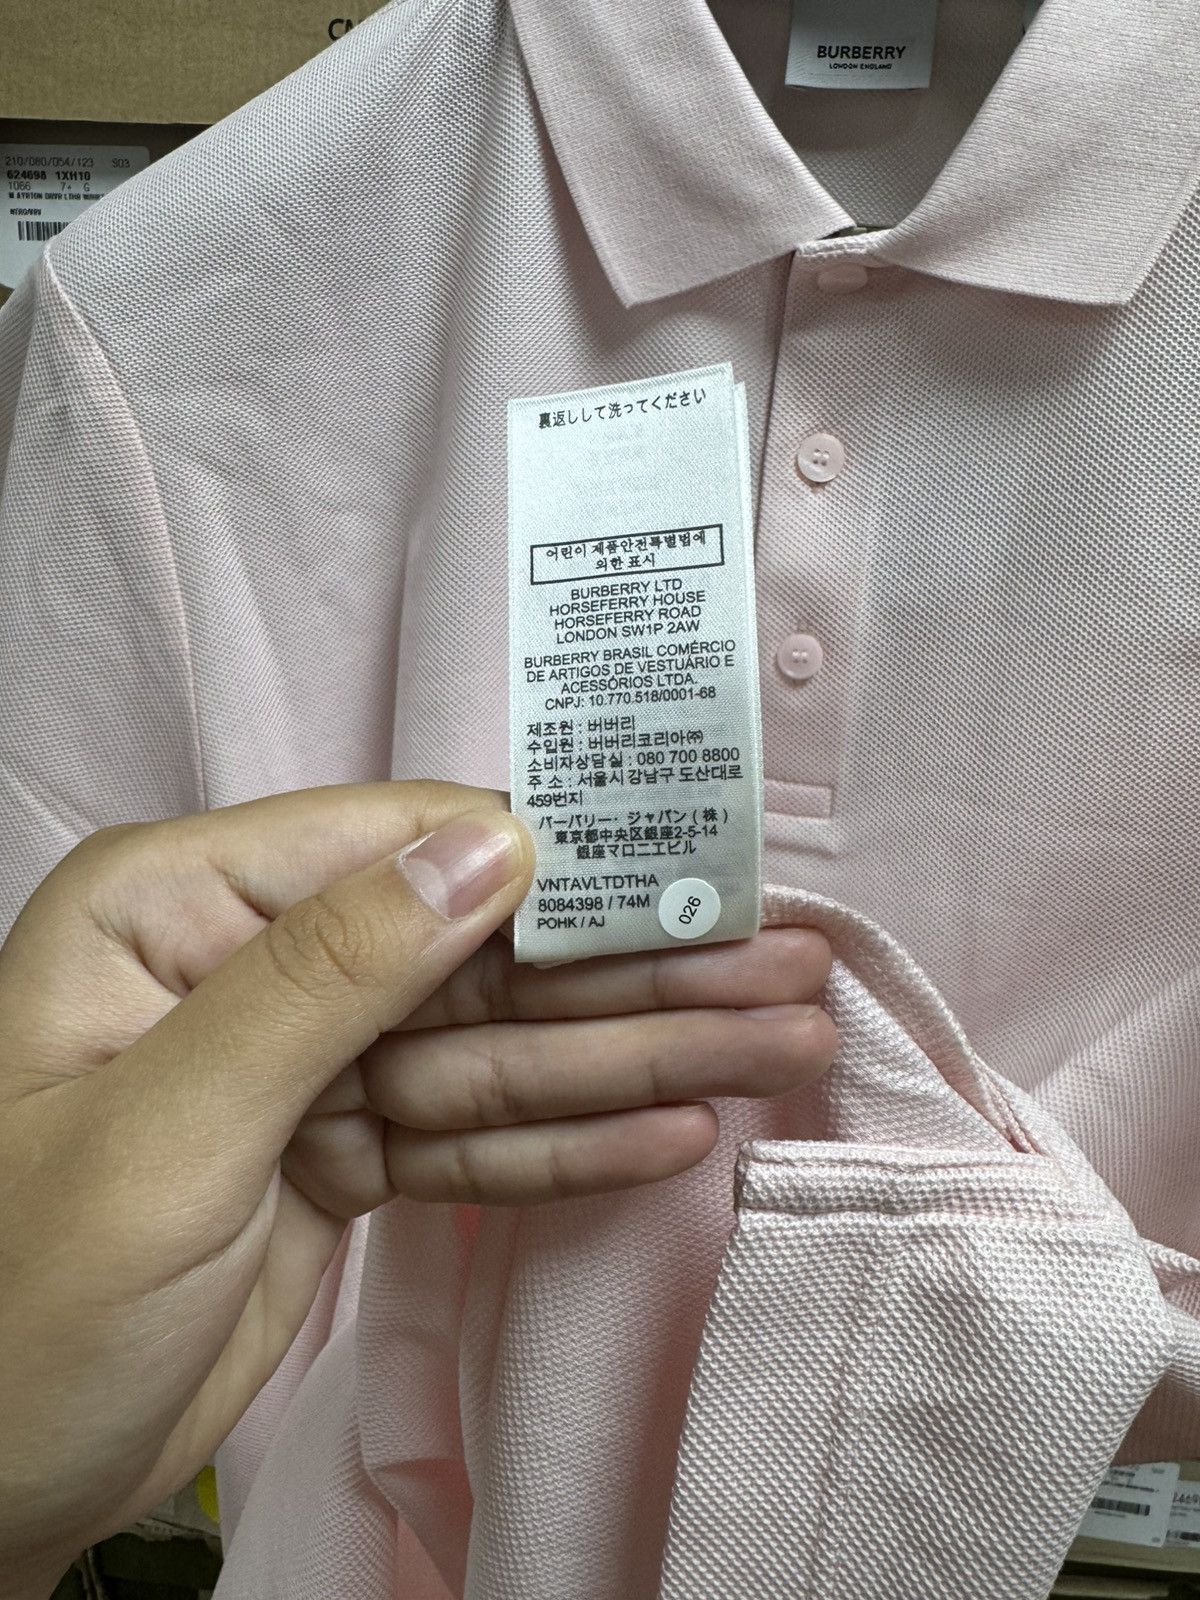 BURBERRY
LONDON ENGLAND
210/080/054/123 S03
624698 1XH10
1086 7+ G
裏返しして洗ってください
어린이 제품안전특별법에
의한 표시
BURBERRY LTD
HORSEFERRY HOUSE
HORSEFERRY ROAD
LONDON SW1P 2AW
BURBERRY BRASIL COMÉRCIO
DE ARTIGOS DE VESTUÁRIO E
ACESSÓRIOS LTDA.
CNPJ: 10.770.518/0001-68
제조원 : 버버리
수입원 : 버버리코리아㈜
소비자상담실 : 080 700 8800
주 소 : 서울시 강남구 도산대로
459번지
バーバリー・ジャパン(株)
東京都中央区銀座2-5-14
銀座マロニエビル
VNTAVLTDTHA
8084398 / 74M
POHK / AJ
026